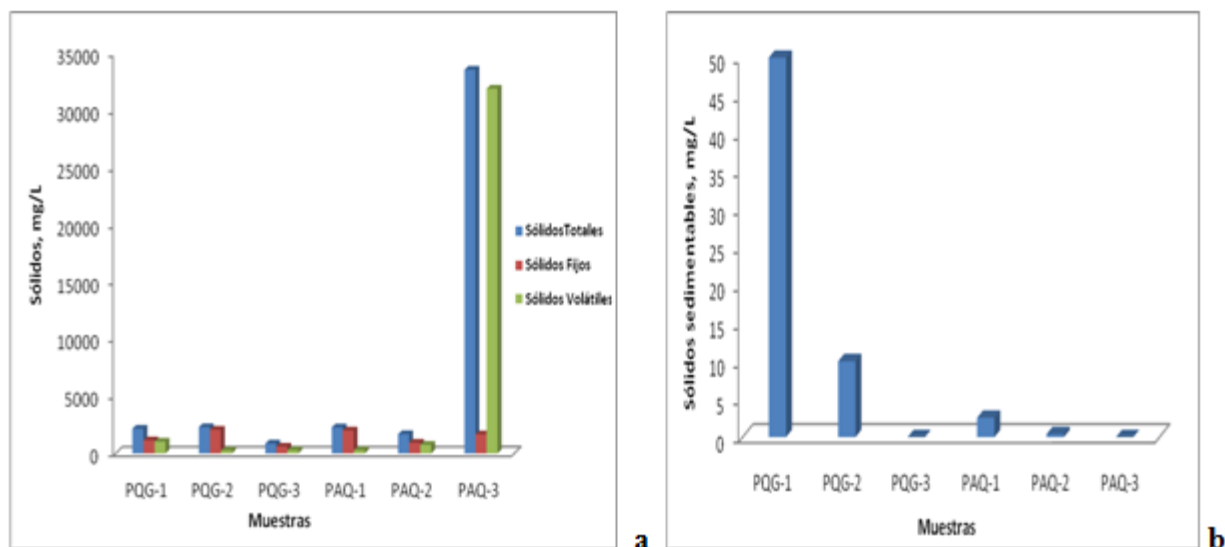 35000
30000
25000
20000
15000
10000
5000
0
Sólidos, mg/L
PQG-1 PQG-2 PQG-3 PAQ-1 PAQ-2 PAQ-3
Muestras
SólidosTotales
Sólidos Fijos
Sólidos Volátiles
a
50
45
40
35
30
25
20
15
10
5
0
Sólidos sedimentables, mg/L
PQG-1 PQG-2 PQG-3 PAQ-1 PAQ-2 PAQ-3
Muestras
b